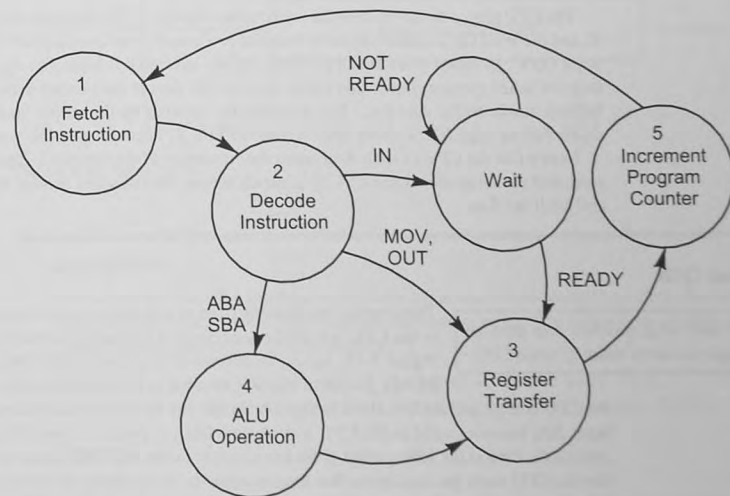 1
Fetch
Instruction
2
Decode
Instruction
IN
NOT
READY
Wait
5
Increment
Program
Counter
MOV,
OUT
READY
ABA
SBA
4
ALU
Operation
3
Register
Transfer